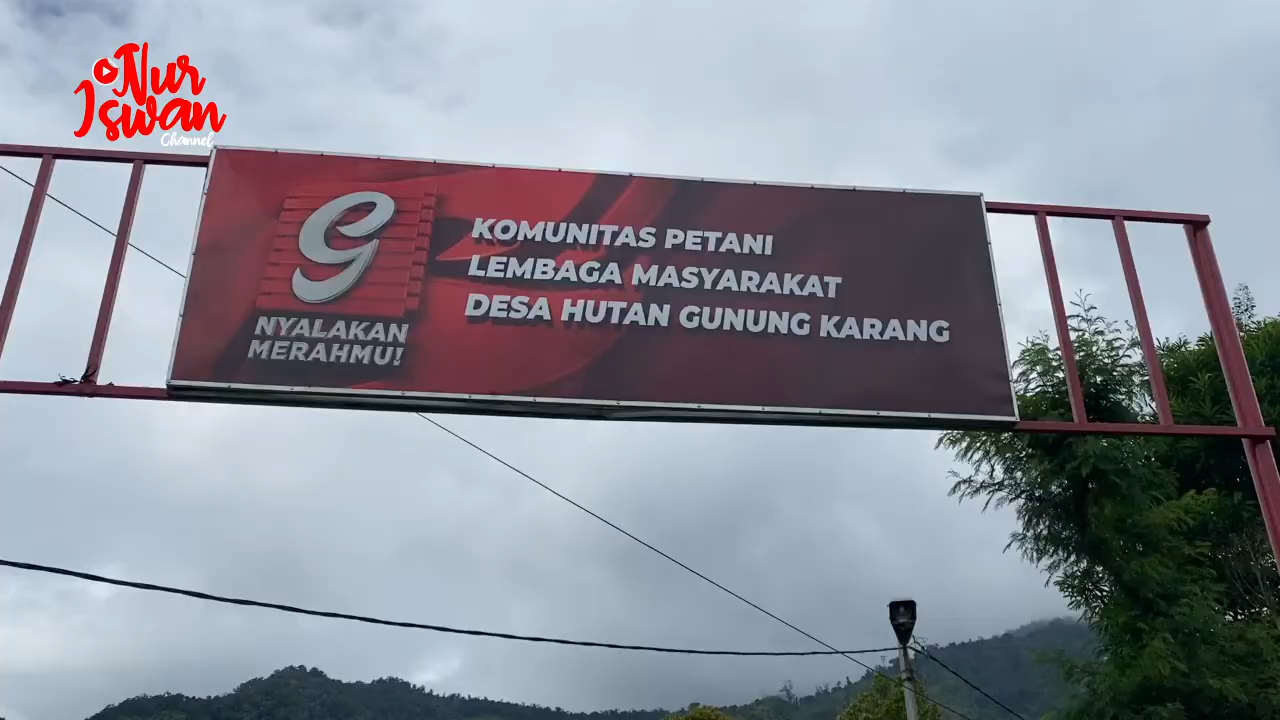 Nur
Iswan
Channel
KOMUNITAS PETANI
LEMBAGA MASYARAKAT
DESA HUTAN GUNUNG KARANG
G
NYALAKAN
MERAHMU!